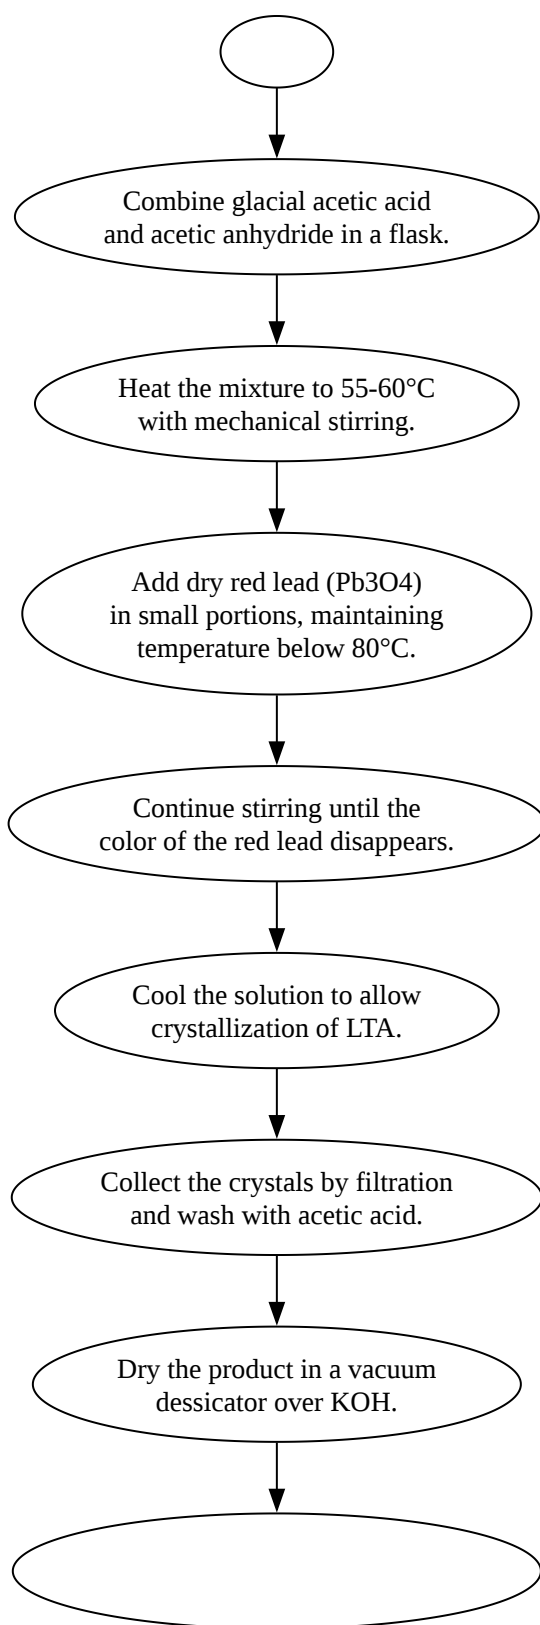 Combine glacial acetic acid
and acetic anhydride in a flask.
Heat the mixture to 55-60°C
with mechanical stirring.
Add dry red lead (Pb3O4)
in small portions, maintaining
temperature below 80°C.
Continue stirring until the
color of the red lead disappears.
Cool the solution to allow
crystallization of LTA.
Collect the crystals by filtration
and wash with acetic acid.
Dry the product in a vacuum
dessicator over KOH.